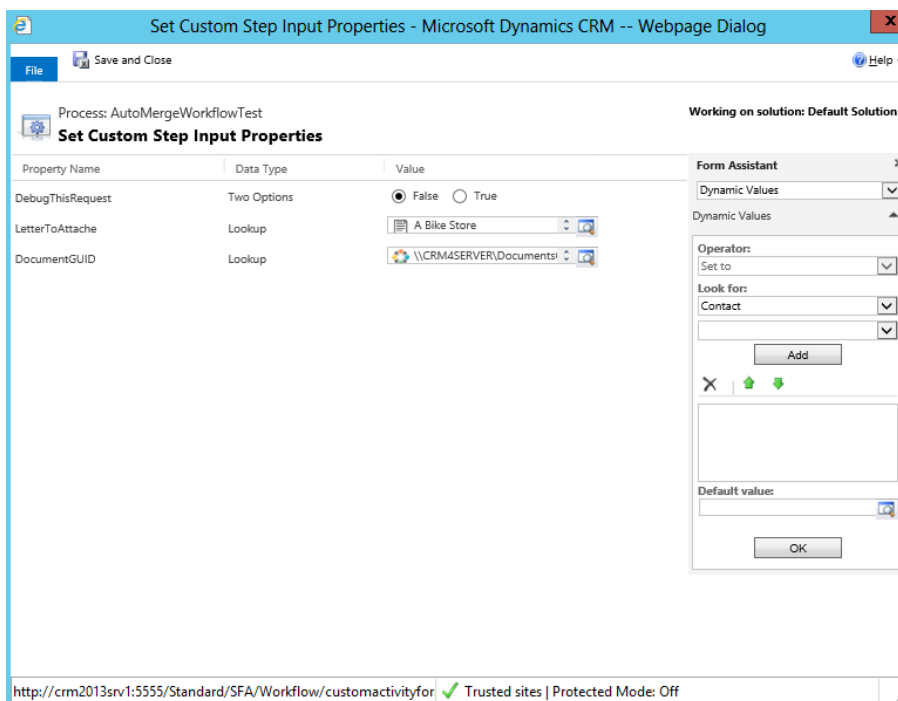 Set Custom Step Input Properties - Microsoft Dynamics CRM -- Webpage Dialog
x
File
Save and Close
Help
Process: AutoMergeWorkflowTest
Set Custom Step Input Properties
Working on solution: Default Solution
Property Name Data Type Value
DebugThisRequest Two Options False True
LetterToAttache Lookup A Bike Store
DocumentGUID Lookup \\CRM4SERVER\Documents\
Form Assistant
Dynamic Values
Dynamic Values
Operator:
Set to
Look for:
Contact
Add
Default value:
OK
http://crm2013srv1:5555/Standard/SFA/Workflow/customactivityfor Trusted sites | Protected Mode: Off